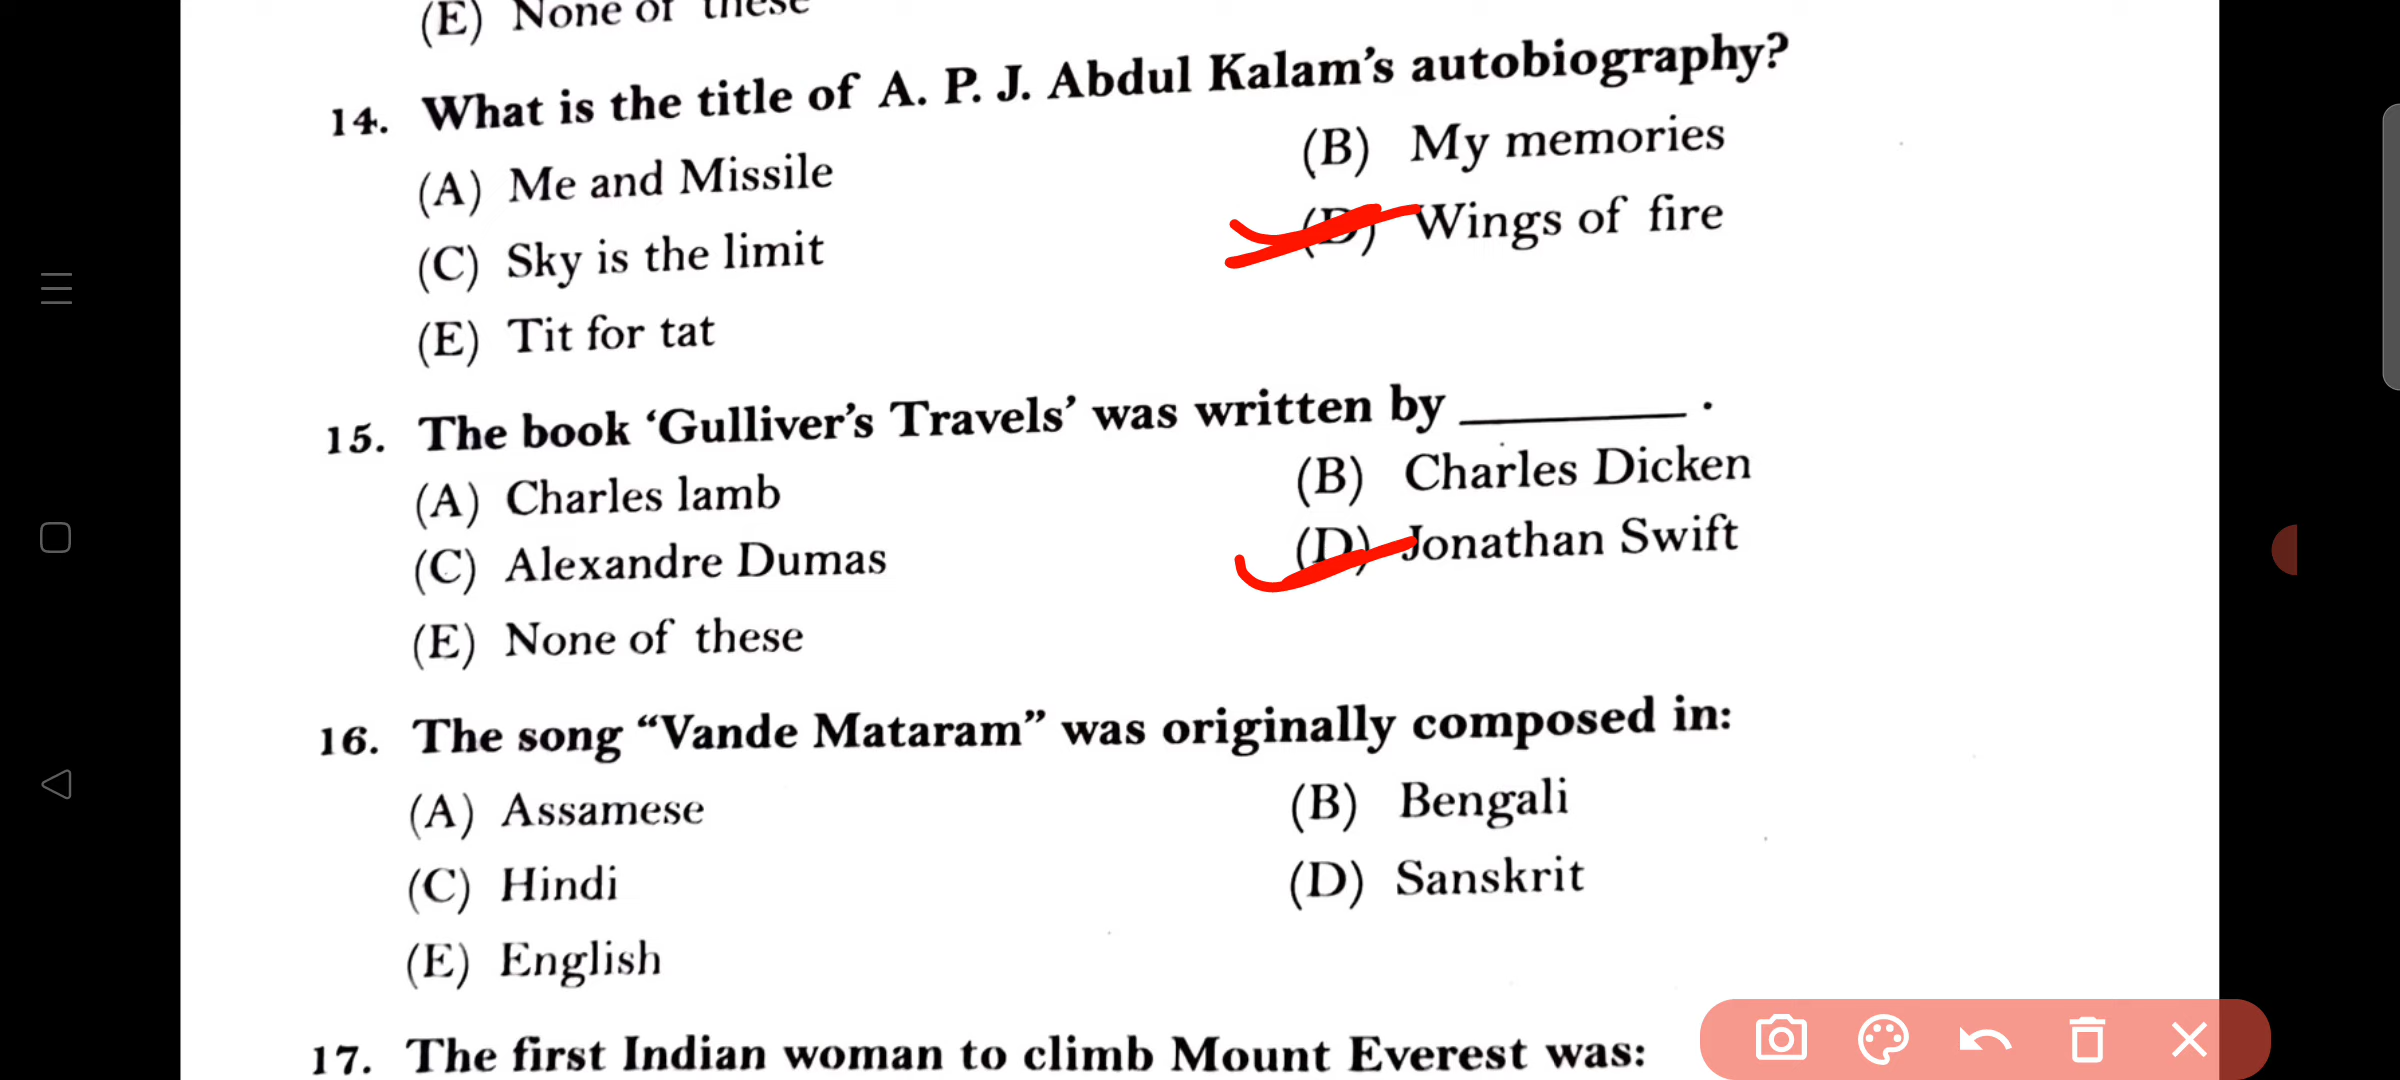 (E) None of these
14. What is the title of A. P. J. Abdul Kalam's autobiography?
(A) Me and Missile
(B) My memories
(C) Sky is the limit
(D) Wings of fire
(E) Tit for tat
15. The book ‘Gulliver’s Travels’ was written by ________ .
(A) Charles lamb
(B) Charles Dicken
(C) Alexandre Dumas
(D) Jonathan Swift
(E) None of these
16. The song “Vande Mataram” was originally composed in:
(A) Assamese
(B) Bengali
(C) Hindi
(D) Sanskrit
(E) English
17. The first Indian woman to climb Mount Everest was: